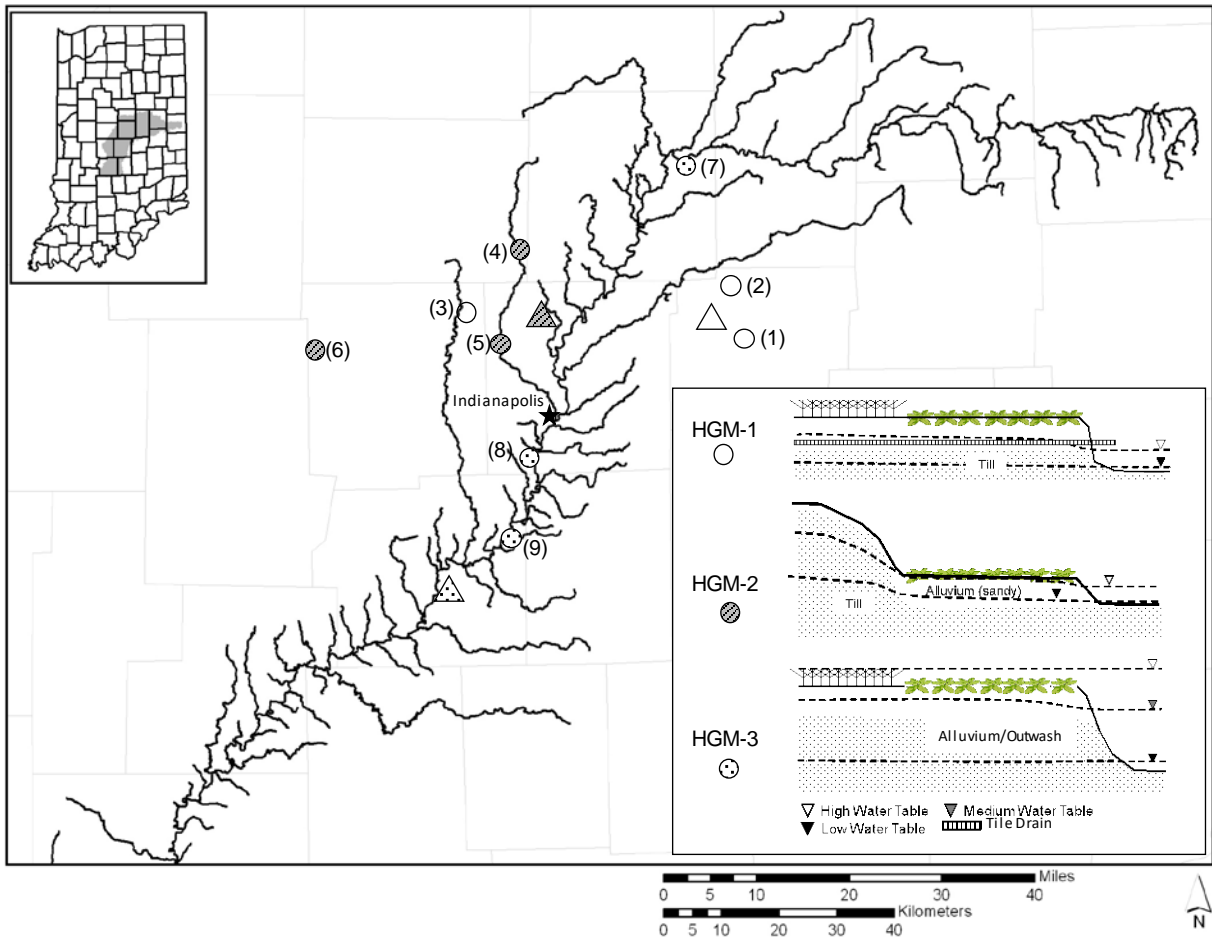 (7)
(4)
(2)
(3)
(1)
(5)
(6)
Indianapolis
(8)
(9)
HGM-1
Till
HGM-2
Alluvium (sandy)
Till
HGM-3
Alluvium/Outwash
High Water Table
Medium Water Table
Low Water Table
Tile Drain
Miles
0 5 10 20 30 40
Kilometers
0 5 10 20 30 40
N